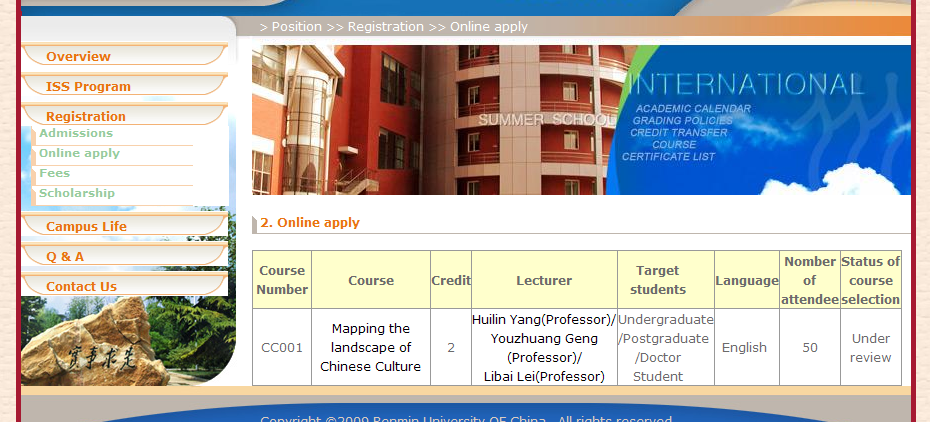 > Position >> Registration >> Online apply
Overview
ISS Program
Registration
Admissions
Online apply
Fees
Scholarship
Campus Life
Q & A
Contact Us
SUMMER SCHOOL
INTERNATIONAL
ACADEMIC CALENDAR
GRADING POLICIES
CREDIT TRANSFER
COURSE
CERTIFICATE LIST
2. Online apply
Course Number
Course
Credit
Lecturer
Target students
Language
Nomber of attendee
Status of course selection
CC001
Mapping the
landscape of
Chinese Culture
2
Huilin Yang(Professor)/
Youzhuang Geng
(Professor)/
Libai Lei(Professor)
Undergraduate
/Postgraduate
/Doctor
Student
English
50
Under
review
实事求是
Copyright ©2009 Renmin University OF China . All rights reserved